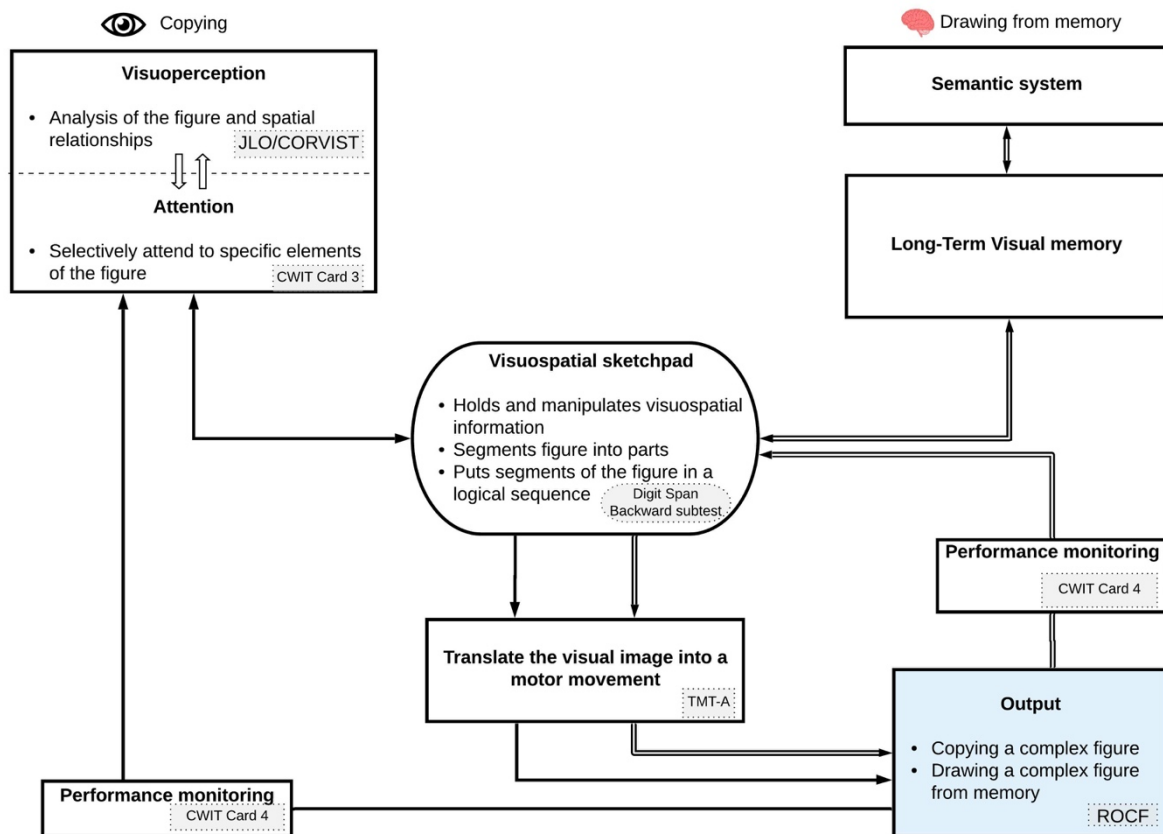 Copying
Drawing from memory
Visuoperception
• Analysis of the figure and spatial
relationships
JLO/CORVIST
Attention
• Selectively attend to specific elements
of the figure
CWIT Card 3
Semantic system
Long-Term Visual memory
Visuospatial sketchpad
• Holds and manipulates visuospatial
information
• Segments figure into parts
• Puts segments of the figure in a
logical sequence
Digit Span
Backward subtest
Performance monitoring
CWIT Card 4
Translate the visual image into a
motor movement
TMT-A
Output
• Copying a complex figure
• Drawing a complex figure
from memory
ROCF
Performance monitoring
CWIT Card 4